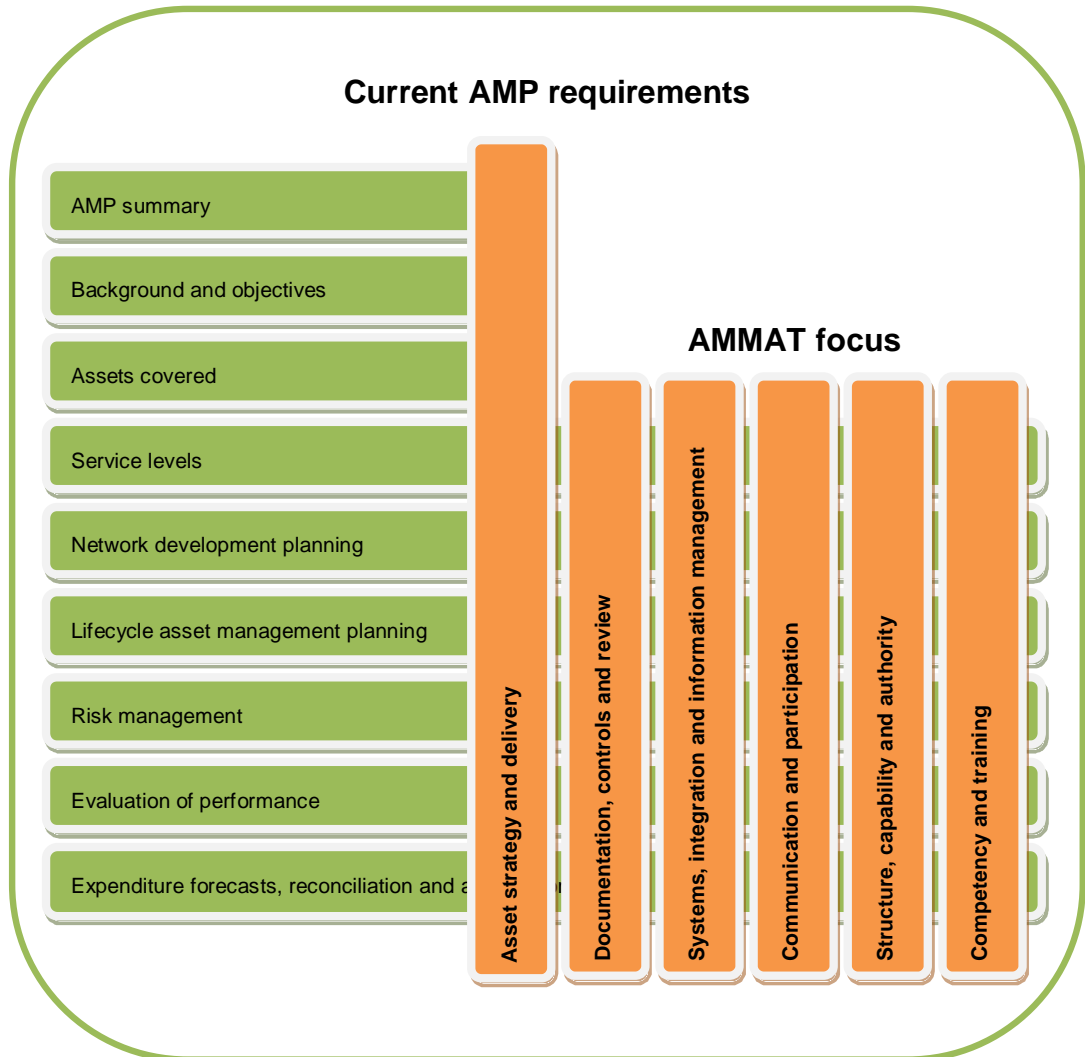 Current AMP requirements
AMP summary
Background and objectives
AMMAT focus
Assets covered
Service levels
Network development planning
Lifecycle asset management planning
Risk management
Evaluation of performance
Expenditure forecasts, reconciliation and
Asset strategy and delivery
Documentation, controls and review
Systems, integration and information management
Communication and participation
Structure, capability and authority
Competency and training